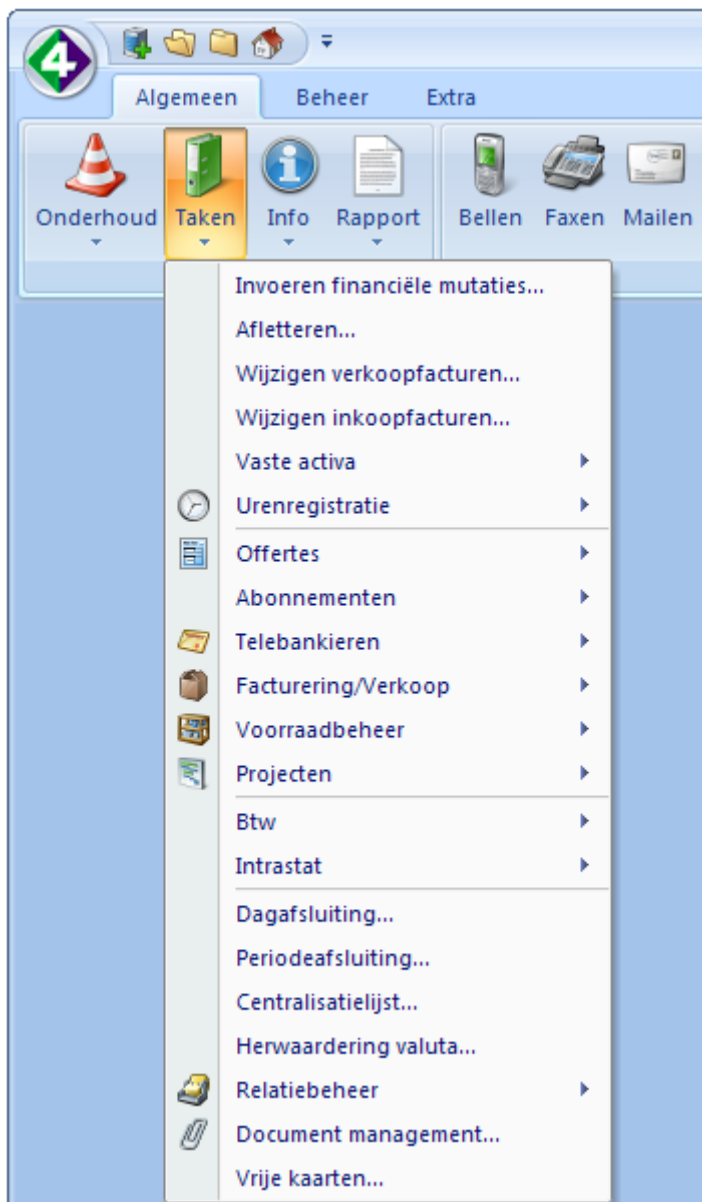 4
Algemeen Beheer Extra
Onderhoud Taken Info Rapport Bellen Faxen Mailen
Invoeren financiële mutaties...
Afletteren...
Wijzigen verkoopfacturen...
Wijzigen inkoopfacturen...
Vaste activa
Urenregistratie
Offertes
Abonnementen
Telebankieren
Facturering/Verkoop
Voorraadbeheer
Projecten
Btw
Intrastat
Dagafsluiting...
Periodeafsluiting...
Centralisatielijst...
Herwaardering valuta...
Relatiebeheer
Document management...
Vrije kaarten...